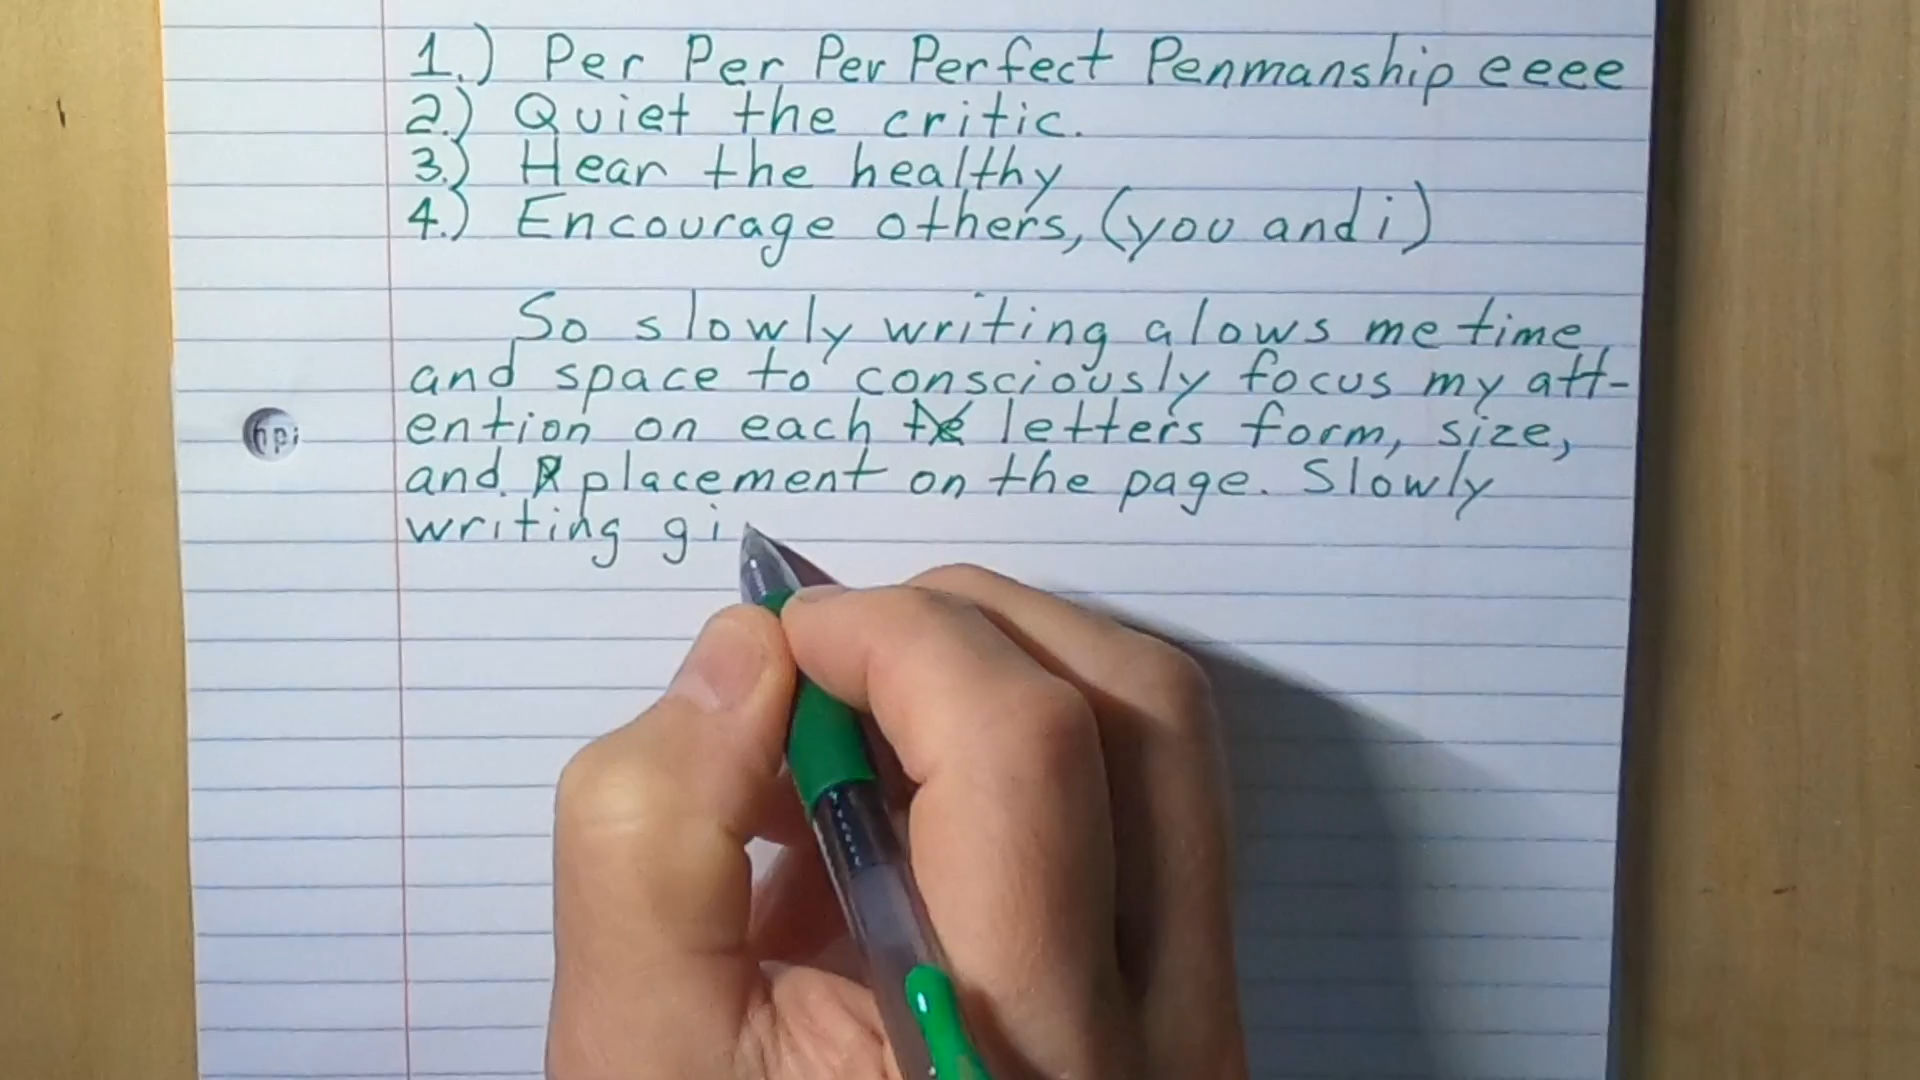 1.) Per Per Per Perfect Penmanship eeee
2.) Quiet the critic.
3.) Hear the healthy
4.) Encourage others, (you and i)
So slowly writing alows me time
and space to consciously focus my att-
ention on each letters form, size,
and placement on the page. Slowly
writing gi